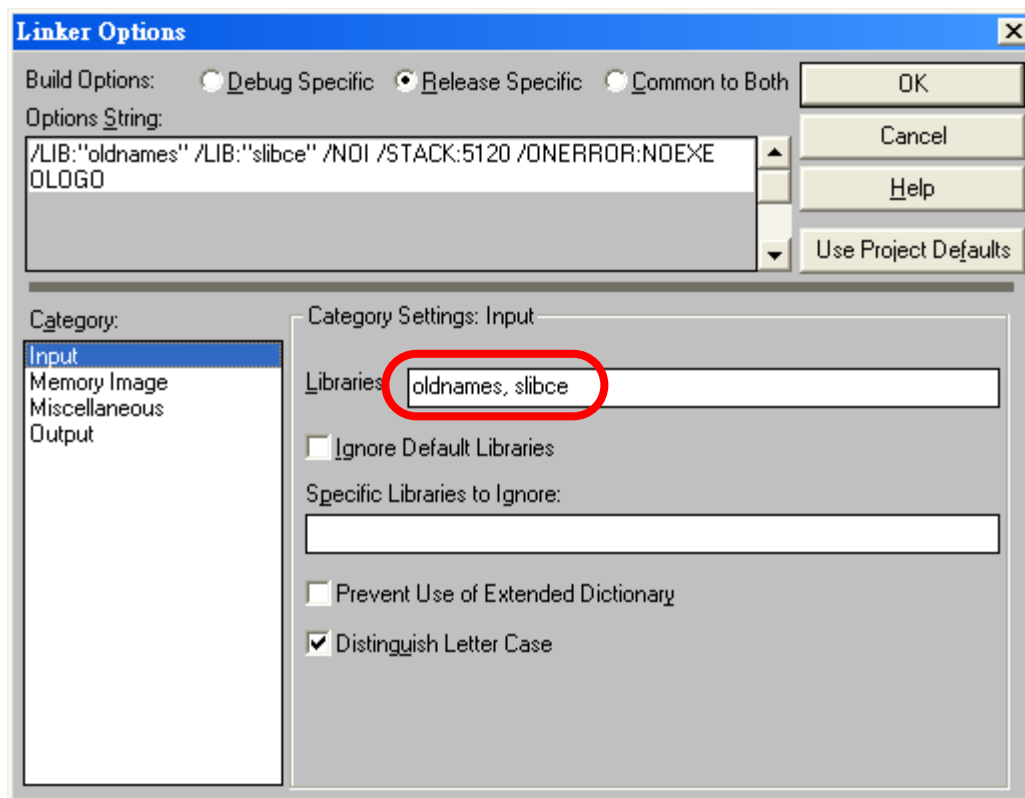 Linker Options
Build Options: Debug Specific Release Specific Common to Both
OK
Options String:
Cancel
/LIB:"oldnames" /LIB:"slibce" /NOI /STACK:5120 /ONERROR:NOEXE
OLOGO
Help
Use Project Defaults
Category:
Category Settings: Input
Input
Memory Image
Miscellaneous
Output
Libraries
oldnames, slibce
Ignore Default Libraries
Specific Libraries to Ignore:
Prevent Use of Extended Dictionary
Distinguish Letter Case